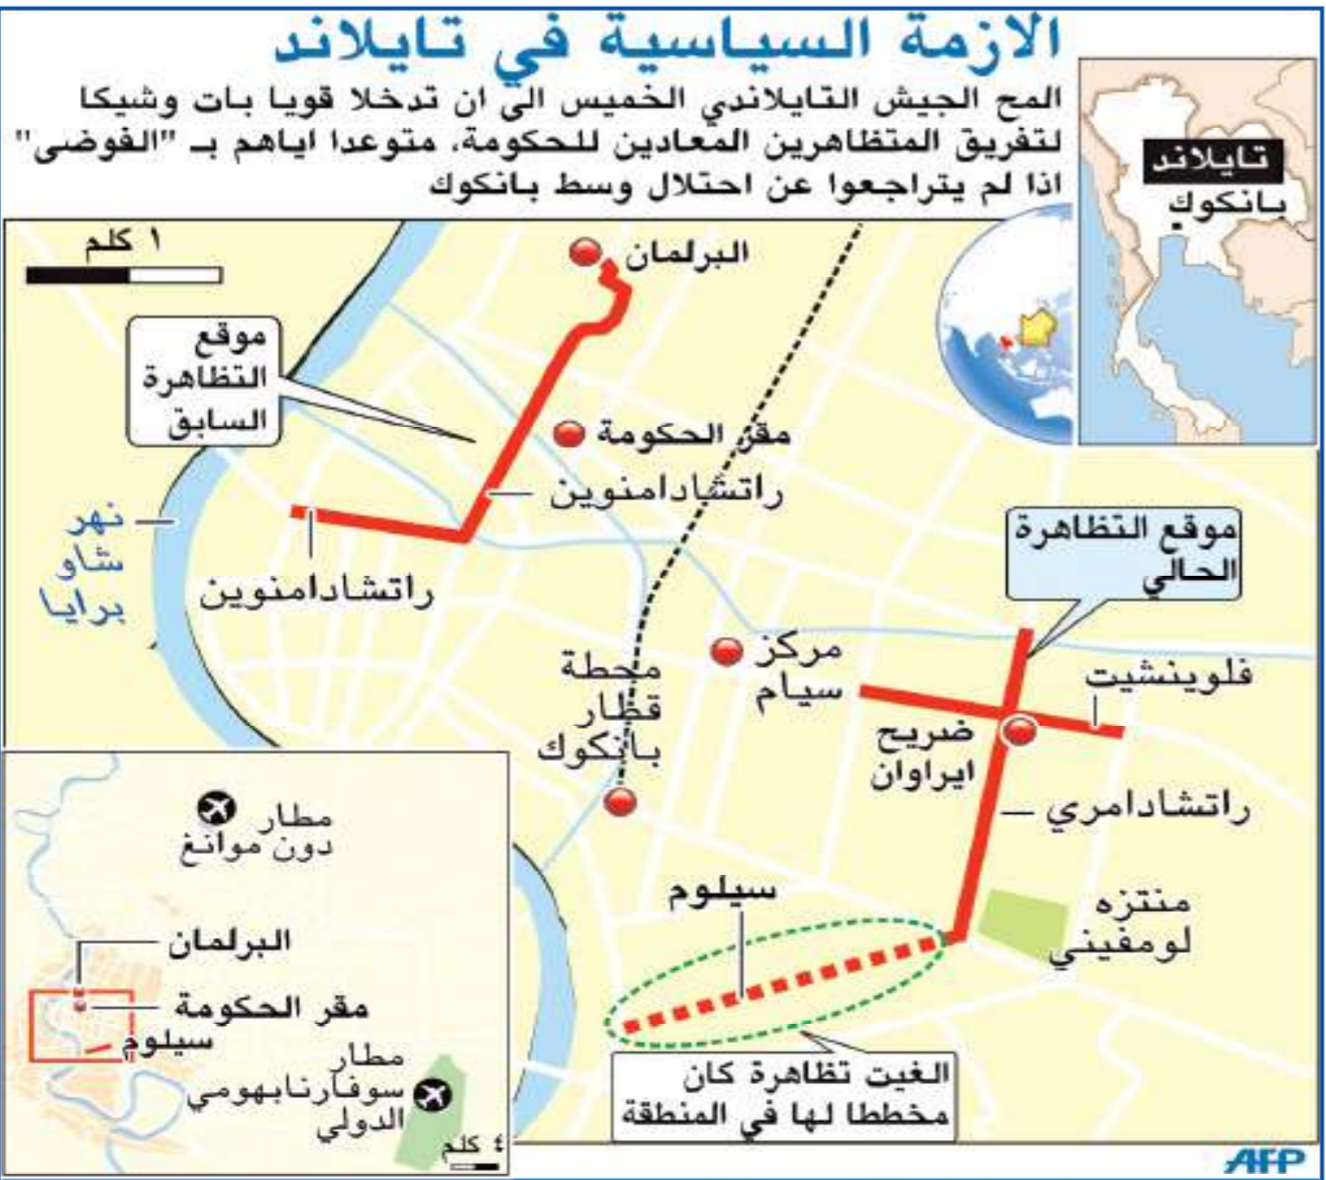 الازمة السياسية في تايلاند
المح الجيش التايلاندي الخميس الى ان تدخلا قويا بات وشيكا
لتفريق المتظاهرين المعادين للحكومة، متوعدا اياهم بـ "الفوضى"
اذا لم يتراجعوا عن احتلال وسط بانكوك
تايلاند
بانكوك
١ كلم
البرلمان
موقع
التظاهرة
السابق
مقر الحكومة
راتشادامنوين
نهر
شاو
برايا
راتشادامنوين
موقع التظاهرة
الحالي
مركز
سيام
محطة
قطار
بانكوك
فلوينشيت
ضريح
ايراوان
راتشادامري
منتزه
لومفيني
سيلوم
الغيت تظاهرة كان
مخططا لها في المنطقة
مطار
دون موانغ
البرلمان
مقر الحكومة
سيلوم
مطار
سوفارنابهومي
الدولي
٤ كلم
AFP